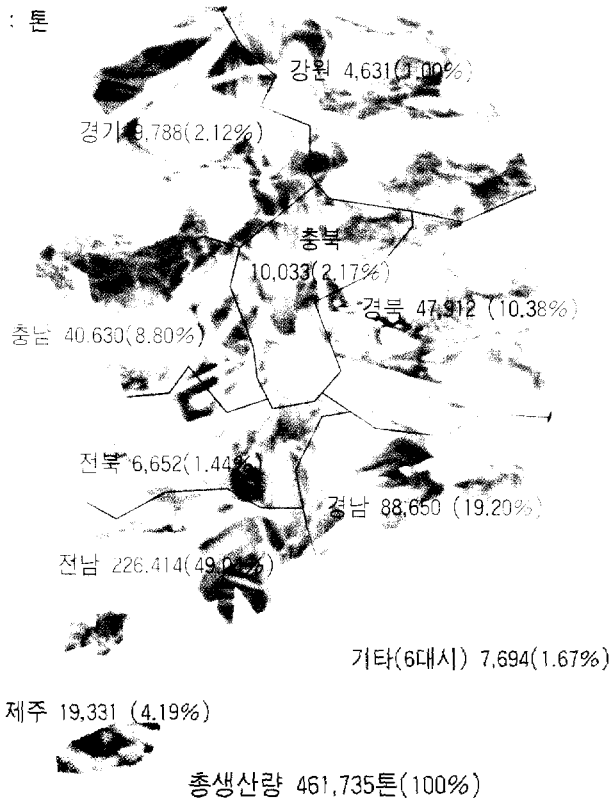 : 톤
강원 4,631(1.00%)
경기 9,788(2.12%)
충북
10,033(2.17%)
경북 47,912 (10.38%)
충남 40.630(8.80%)
전북 6,652(1.44%)
경남 88,650 (19.20%)
전남 226.414(49.04%)
기타(6대시) 7,694(1.67%)
제주 19,331 (4.19%)
총생산량 461,735톤(100%)